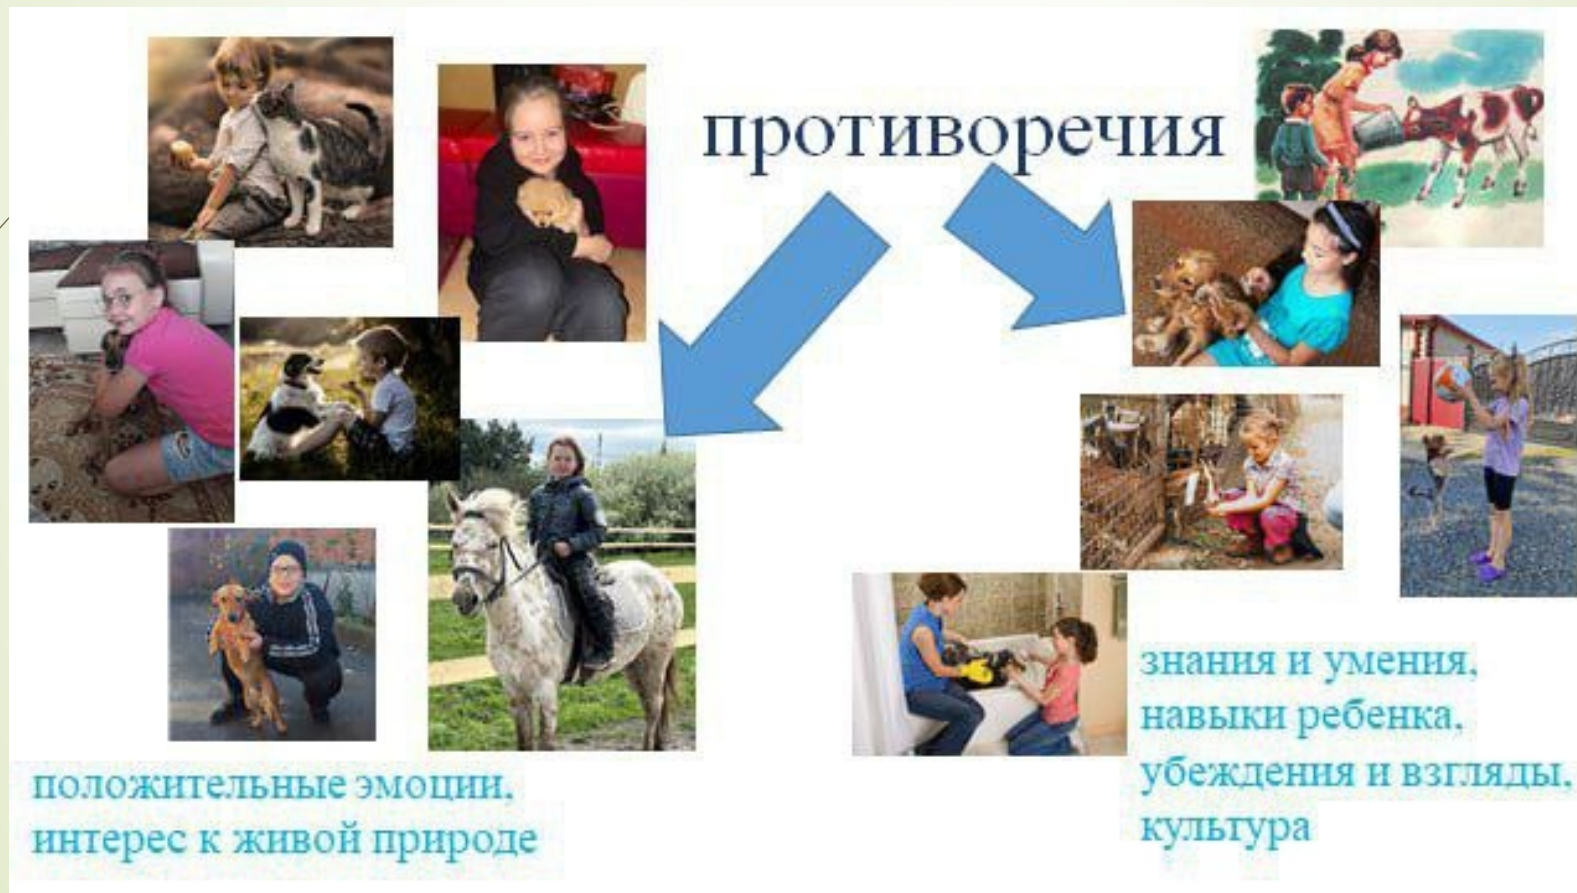 противоречия
положительные эмоции,
интерес к живой природе
знания и умения,
навыки ребенка,
убеждения и взгляды,
культура